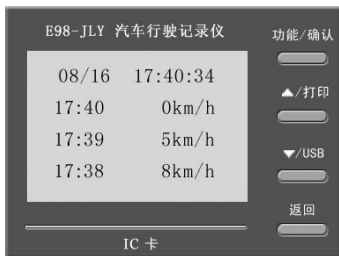 E98-JLY 汽车行驶记录仪
08/16 17:40:34
17:40 0km/h
17:39 5km/h
17:38 8km/h
功能/确认
▲/打印
▼/USB
返回
IC 卡